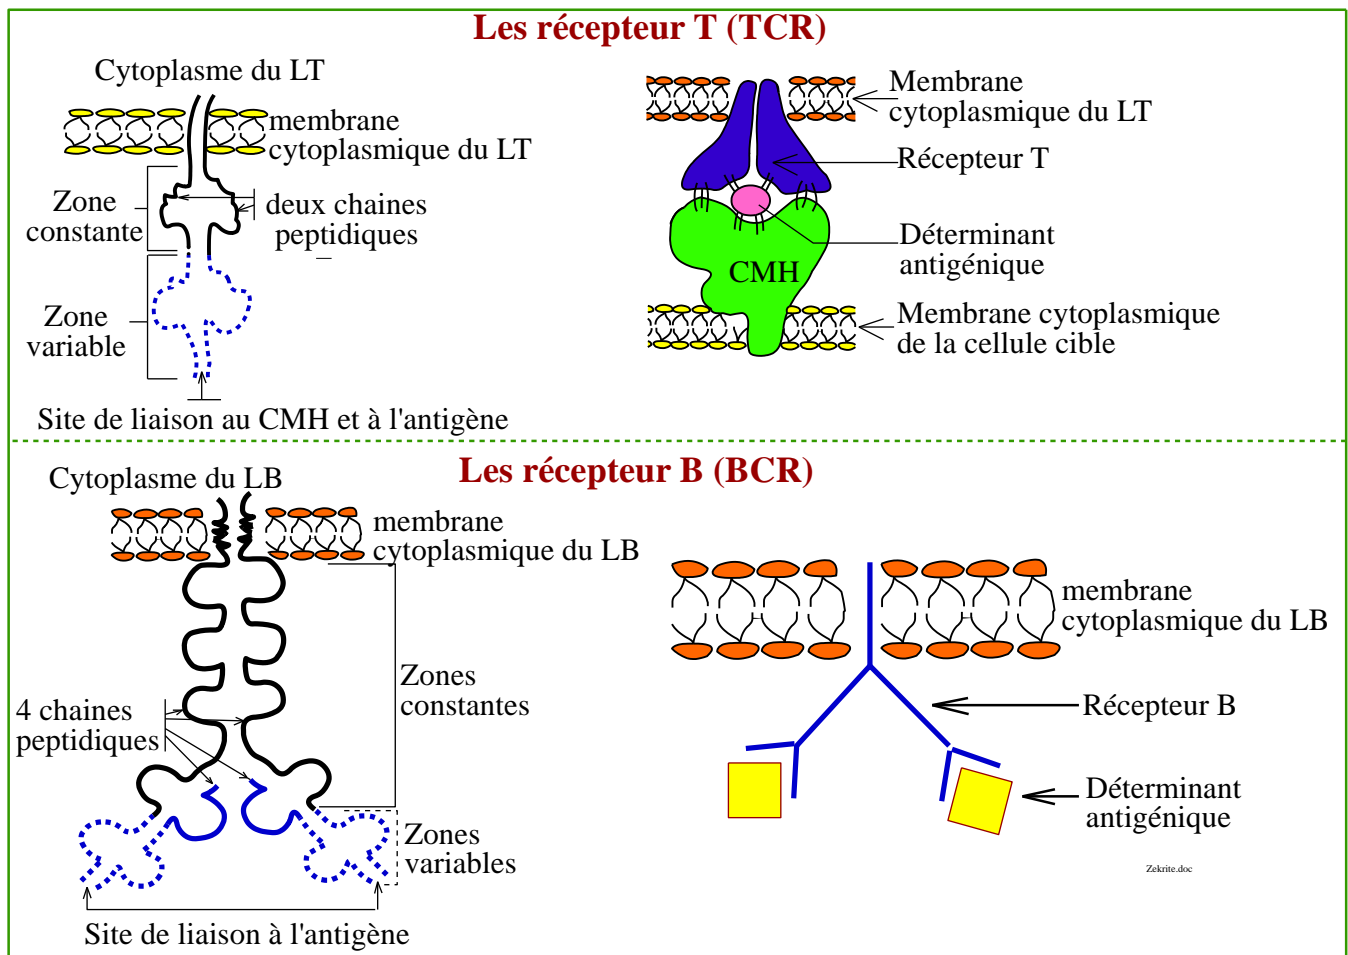 Les récepteur T (TCR)
Cytoplasme du LT
membrane
cytoplasmique du LT
Zone
constante
deux chaines
peptidiques
Zone
variable
Site de liaison au CMH et à l'antigène
Membrane
cytoplasmique du LT
Récepteur T
Déterminant
antigénique
CMH
Membrane cytoplasmique
de la cellule cible
Les récepteur B (BCR)
Cytoplasme du LB
membrane
cytoplasmique du LB
Zones
constantes
4 chaines
peptidiques
Zones
variables
Site de liaison à l'antigène
membrane
cytoplasmique du LB
Récepteur B
Déterminant
antigénique
Zekrite.doc